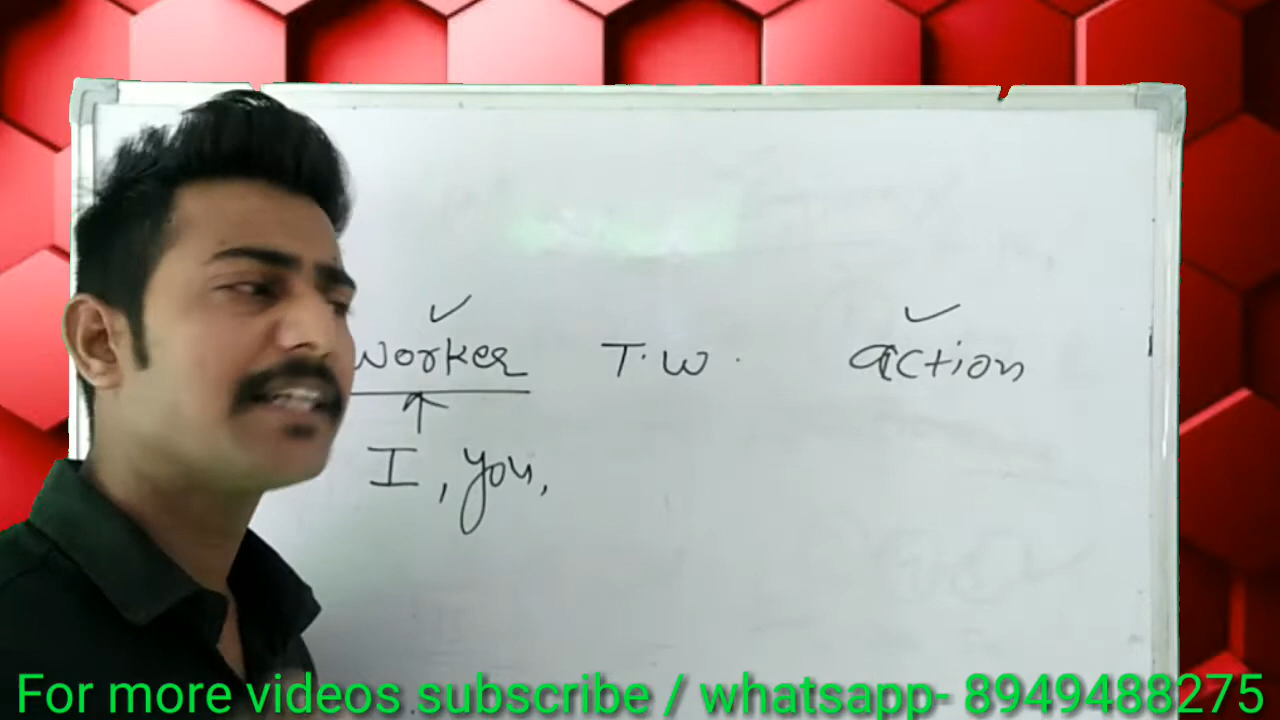 worker T.W. action
I, you,
For more videos subscribe / whatsapp- 8949488275